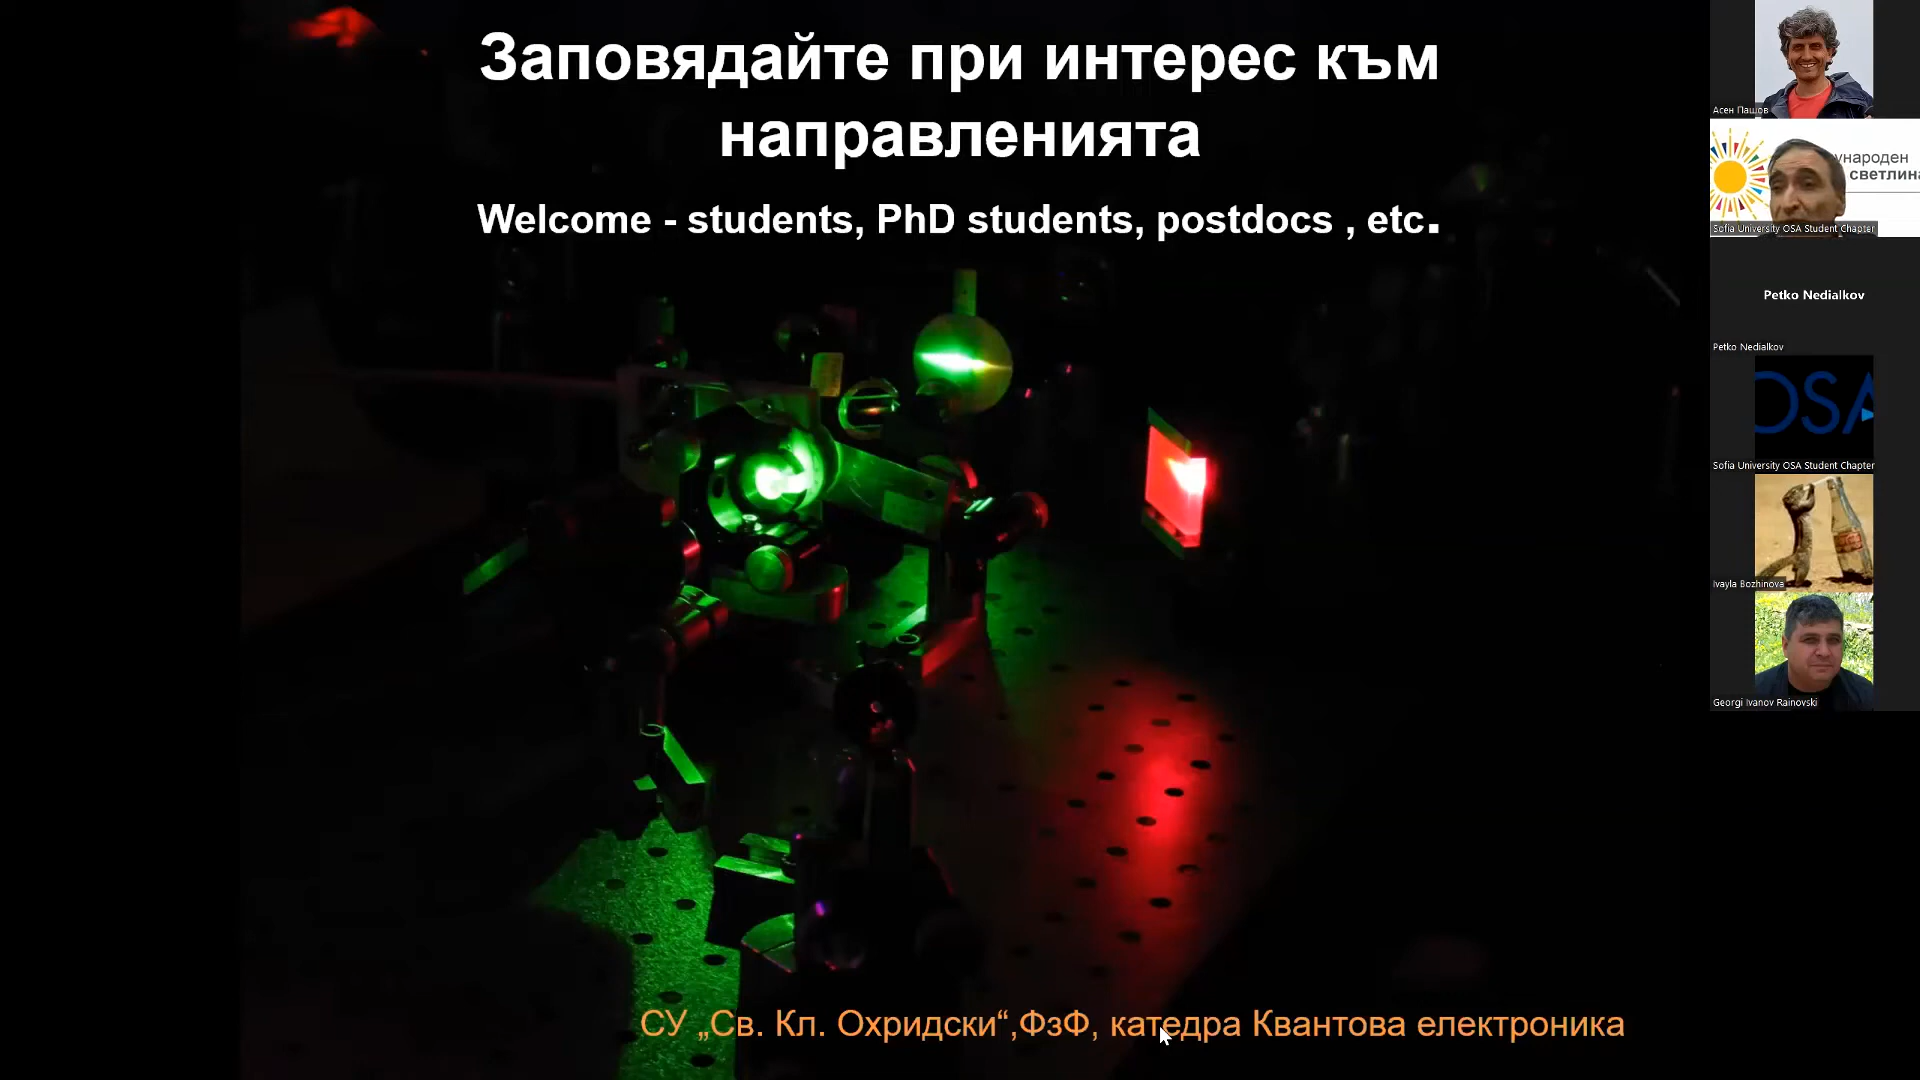 Заповядайте при интерес към
направленията
Welcome - students, PhD students, postdocs , etc.
СУ „Св. Кл. Охридски“,ФзФ, катедра Квантова електроника
Асен Пашов
светлина
Sofia University OSA Student Chapter
Petko Nedialkov
Petko Nedialkov
OSA
Sofia University OSA Student Chapter
Ivayla Bozhinova
Georgi Ivanov Rainovski